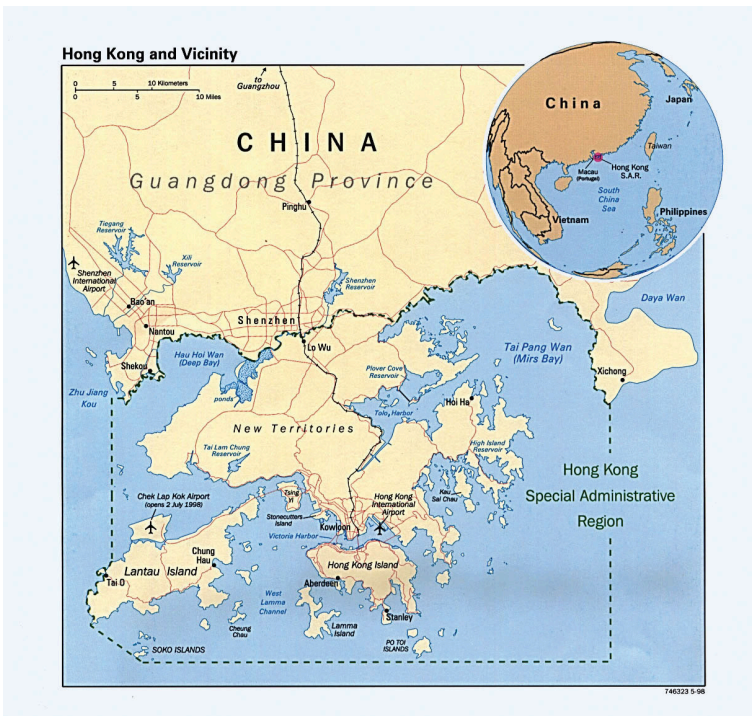 Hong Kong and Vicinity
0 5 10 Kilometers
0 5 10 Miles
to
Guangzhou
CHINA
Guangdong Province
Pinghu
Tiegang
Reservoir
Xili
Reservoir
Shenzhen
International
Airport
Shenzhen
Reservoir
Bao'an
Nantou
Shenzhen
Lo Wu
Shekou
Hau Hoi Wan
(Deep Bay)
ponds
Zhu Jiang
Kou
Plover Cove
Reservoir
Tolo Harbor
Hoi Ha
Tai Pang Wan
(Mirs Bay)
Daya Wan
Xichong
New Territories
Tai Lam Chung
Reservoir
High Island
Reservoir
Kau
Sai Chau
Hong Kong
Special Administrative
Region
Chek Lap Kok Airport
(opens 2 July 1998)
Tsing
Yi
Stonecutters
Island
Hong Kong
International
Airport
Kowloon
Victoria Harbor
Chung
Hau
Lantau Island
Tai O
Hong Kong Island
Aberdeen
Stanley
West
Lamma
Channel
Cheung
Chau
Lamma
Island
PO TOI
ISLANDS
SOKO ISLANDS
China
Japan
Taiwan
Hong Kong
S.A.R.
Macau
(Portugal)
South
China
Sea
Vietnam
Philippines
746323 5-98